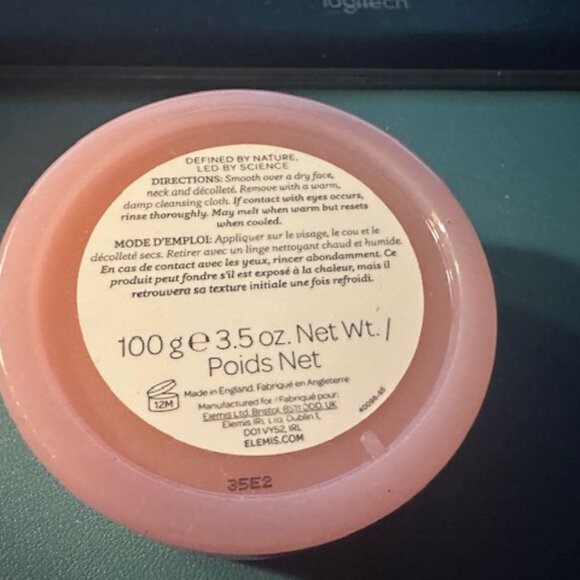 logitech
DEFINED BY NATURE,
LED BY SCIENCE
DIRECTIONS: Smooth over a dry face,
neck and décolleté. Remove with a warm,
damp cleansing cloth. If contact with eyes occurs,
rinse thoroughly. May melt when warm but resets
when cooled.
MODE D'EMPLOI: Appliquer sur le visage, le cou et le
décolleté secs. Retirer avec un linge nettoyant chaud et humide.
En cas de contact avec les yeux, rincer abondamment. Ce
produit peut fondre s'il est exposé à la chaleur, mais il
retrouvera sa texture initiale une fois refroidi.
100 g e 3.5 oz. Net Wt. /
Poids Net
12M
Made in England. Fabriqué en Angleterre
Manufactured for / Fabriqué pour:
Elemis Ltd, Bristol, BS11 0DD, UK
Elemis IRL Ltd, Dublin 1,
D01 VY52, IRL
ELEMIS.COM
40098-46
35E2